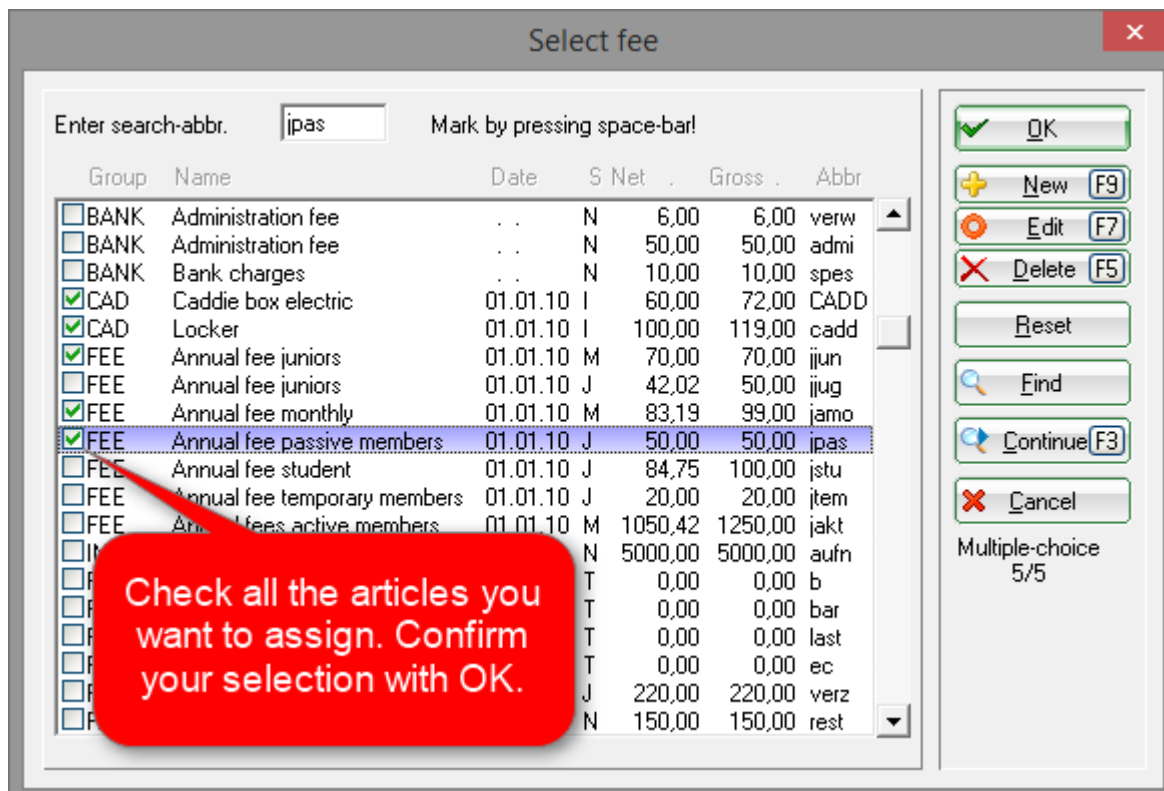 Select fee
Enter search-abbr. jpas Mark by pressing space-bar!
Group Name Date S Net . Gross . Abbr
BANK Administration fee . . N 6,00 6,00 verw
BANK Administration fee . . N 50,00 50,00 admi
BANK Bank charges . . N 10,00 10,00 spes
CAD Caddie box electric 01.01.10 I 60,00 72,00 CADD
CAD Locker 01.01.10 I 100,00 119,00 cadd
FEE Annual fee juniors 01.01.10 M 70,00 70,00 jjun
FEE Annual fee juniors 01.01.10 J 42,02 50,00 jjug
FEE Annual fee monthly 01.01.10 M 83,19 99,00 jamo
FEE Annual fee passive members 01.01.10 J 50,00 50,00 jpas
FEE Annual fee student 01.01.10 J 84,75 100,00 jstu
FEE Annual fee temporary members 01.01.10 J 20,00 20,00 jtem
FEE Annual fees active members 01.01.10 M 1050,42 1250,00 jakt
N 5000,00 5000,00 aufn
T 0,00 0,00 b
T 0,00 0,00 bar
T 0,00 0,00 last
T 0,00 0,00 ec
J 220,00 220,00 verz
N 150,00 150,00 rest
Check all the articles you
want to assign. Confirm
your selection with OK.
OK
New F9
Edit F7
Delete F5
Reset
Find
Continue F3
Cancel
Multiple-choice
5/5